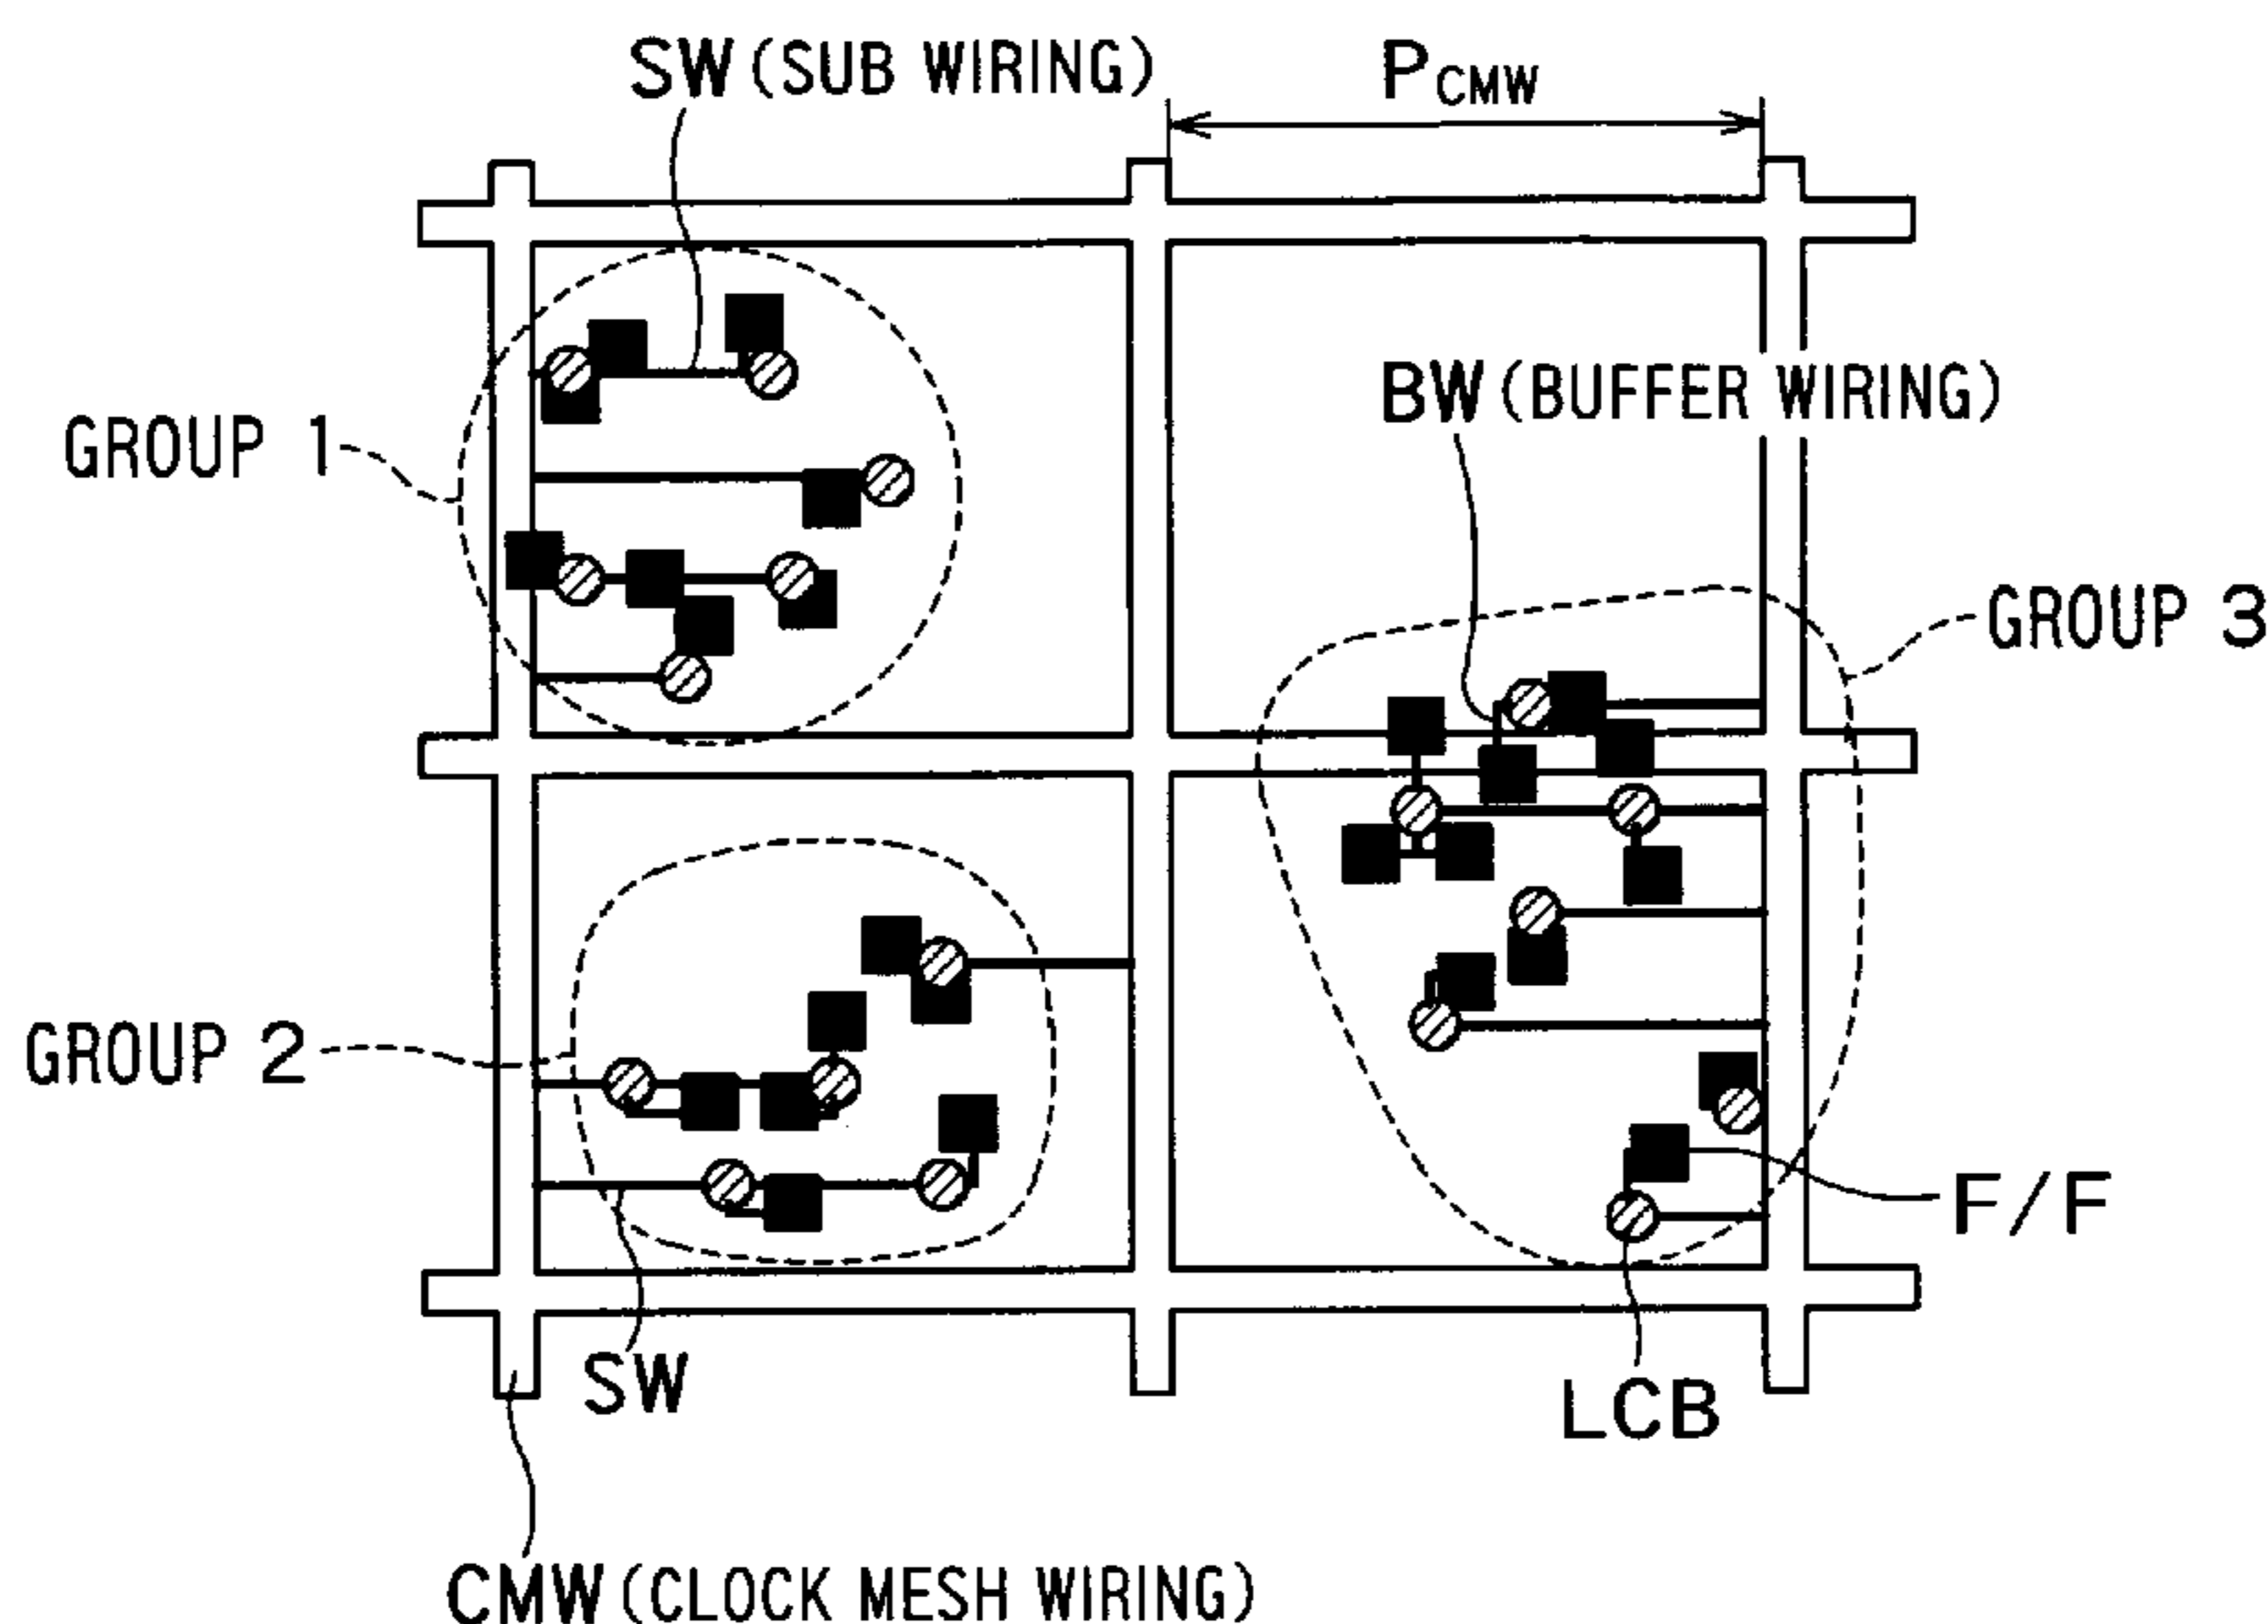 SW (SUB WIRING)
PCMW
BW (BUFFER WIRING)
GROUP 1
GROUP 3
GROUP 2
F/F
SW
LCB
CMW (CLOCK MESH WIRING)